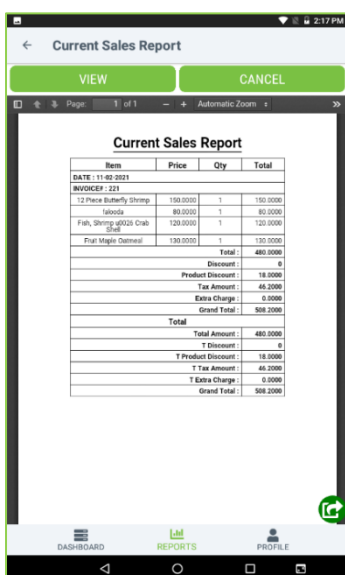 2:17 PM
Current Sales Report
VIEW CANCEL
Page: 1 of 1 − + Automatic Zoom
Current Sales Report
Item Price Qty Total
DATE : 11-02-2021
INVOICE# : 221
12 Piece Butterfly Shrimp 150.0000 1 150.0000
falooda 80.0000 1 80.0000
Fish, Shrimp u0026 Crab 120.0000 1 120.0000
Shell
Fruit Maple Oatmeal 130.0000 1 130.0000
Total : 480.0000
Discount : 0
Product Discount : 18.0000
Tax Amount : 46.2000
Extra Charge : 0.0000
Grand Total : 508.2000
Total
Total Amount : 480.0000
T Discount : 0
T Product Discount : 18.0000
T Tax Amount : 46.2000
T Extra Charge : 0.0000
Grand Total : 508.2000
DASHBOARD REPORTS PROFILE